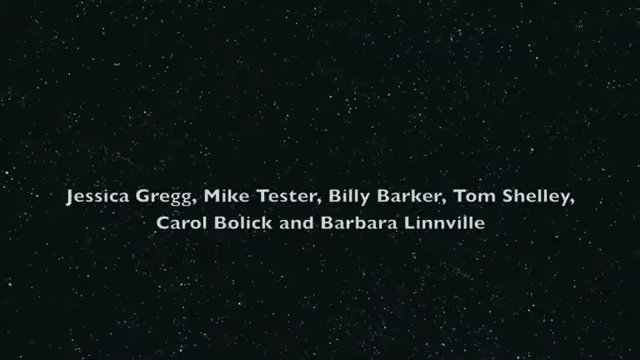 Jessica Gregg, Mike Tester, Billy Barker, Tom Shelley,
Carol Bolick and Barbara Linnville